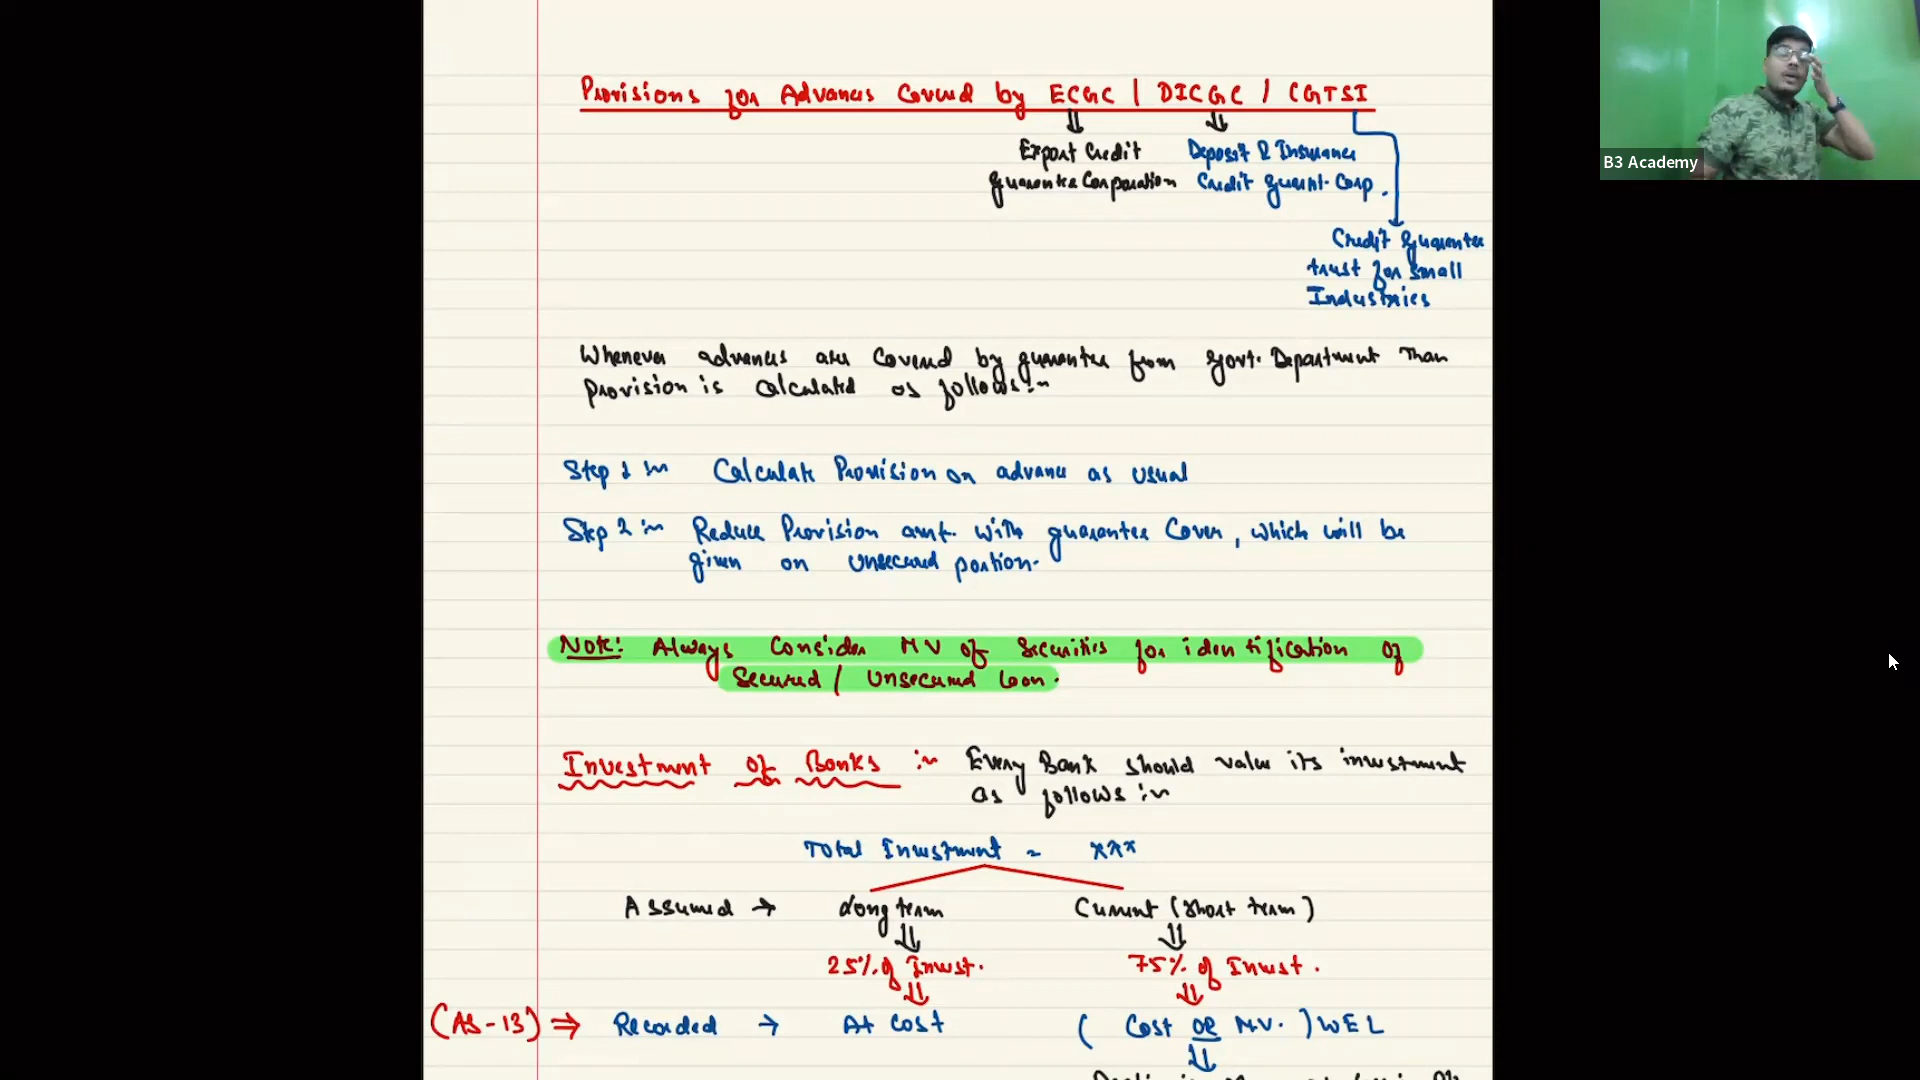 Provisions for Advances Covered by ECGC / DICGC / CGTSI
Export Credit
Guarantee Corporation
Deposit & Insurance
Credit Guarnt. Corp.
Credit Guarantee
trust for small
Industries
Whenever advances are covered by guarantee from Govt. Department Than
provision is calculated as follows:-
Step 1 :- Calculate Provision on advance as usual
Step 2 :- Reduce Provision amt. with guarantee Cover, which will be
given on unsecured portion.
Note: Always Consider MV of Securities for identification of
Secured / Unsecured loan.
Investment of Banks :- Every Bank should value its investment
as follows :-
Total Investment = xxx
Assumed → Long term Current (Short term)
25% of Invest. 75% of Invest.
(AS-13) ⇒ Recorded → At Cost ( Cost OR MV. ) WEL
B3 Academy